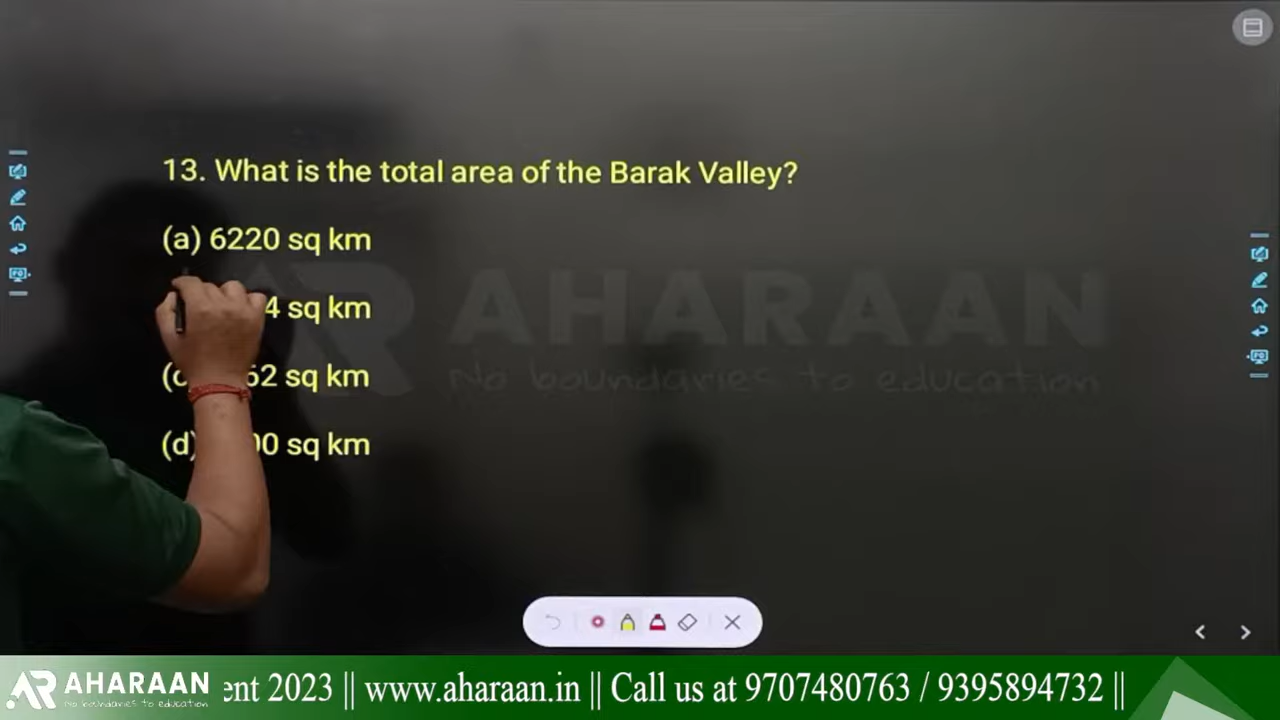 13. What is the total area of the Barak Valley?
(a) 6220 sq km
4 sq km
62 sq km
(d) 00 sq km
AHARAAN
No boundaries to education
AHARAAN
No boundaries to education
ent 2023 || www.aharaan.in || Call us at 9707480763 / 9395894732 ||